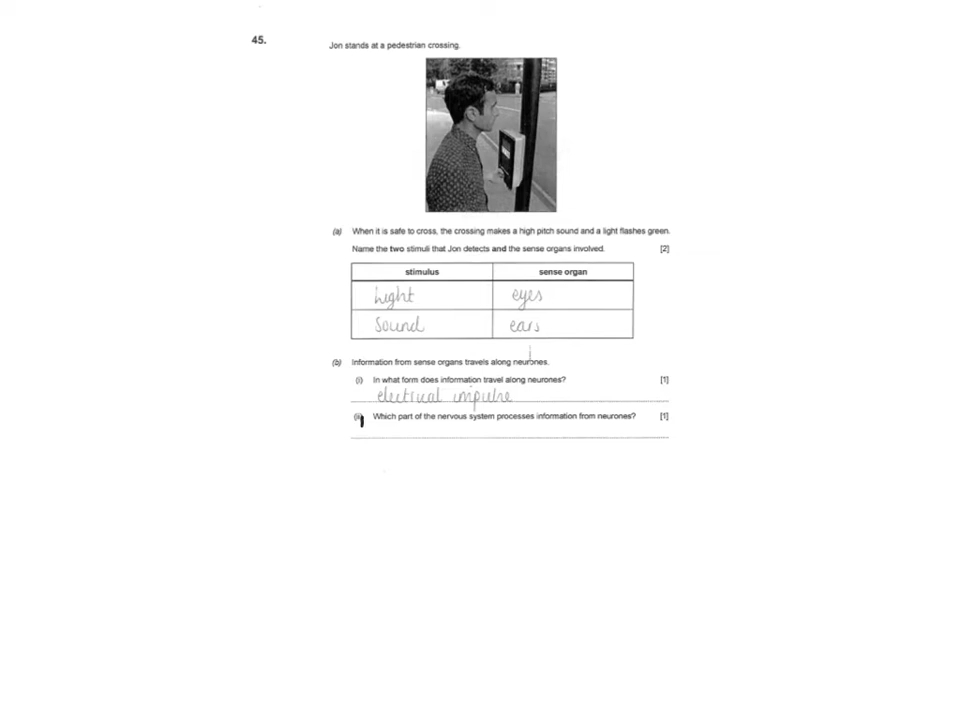 45.
Jon stands at a pedestrian crossing.
(a) When it is safe to cross, the crossing makes a high pitch sound and a light flashes green.
Name the two stimuli that Jon detects and the sense organs involved. [2]
stimulus sense organ
Light eyes
Sound ears
(b) Information from sense organs travels along neurones.
(i) In what form does information travel along neurones? [1]
electrical impulse
(ii) Which part of the nervous system processes information from neurones? [1]